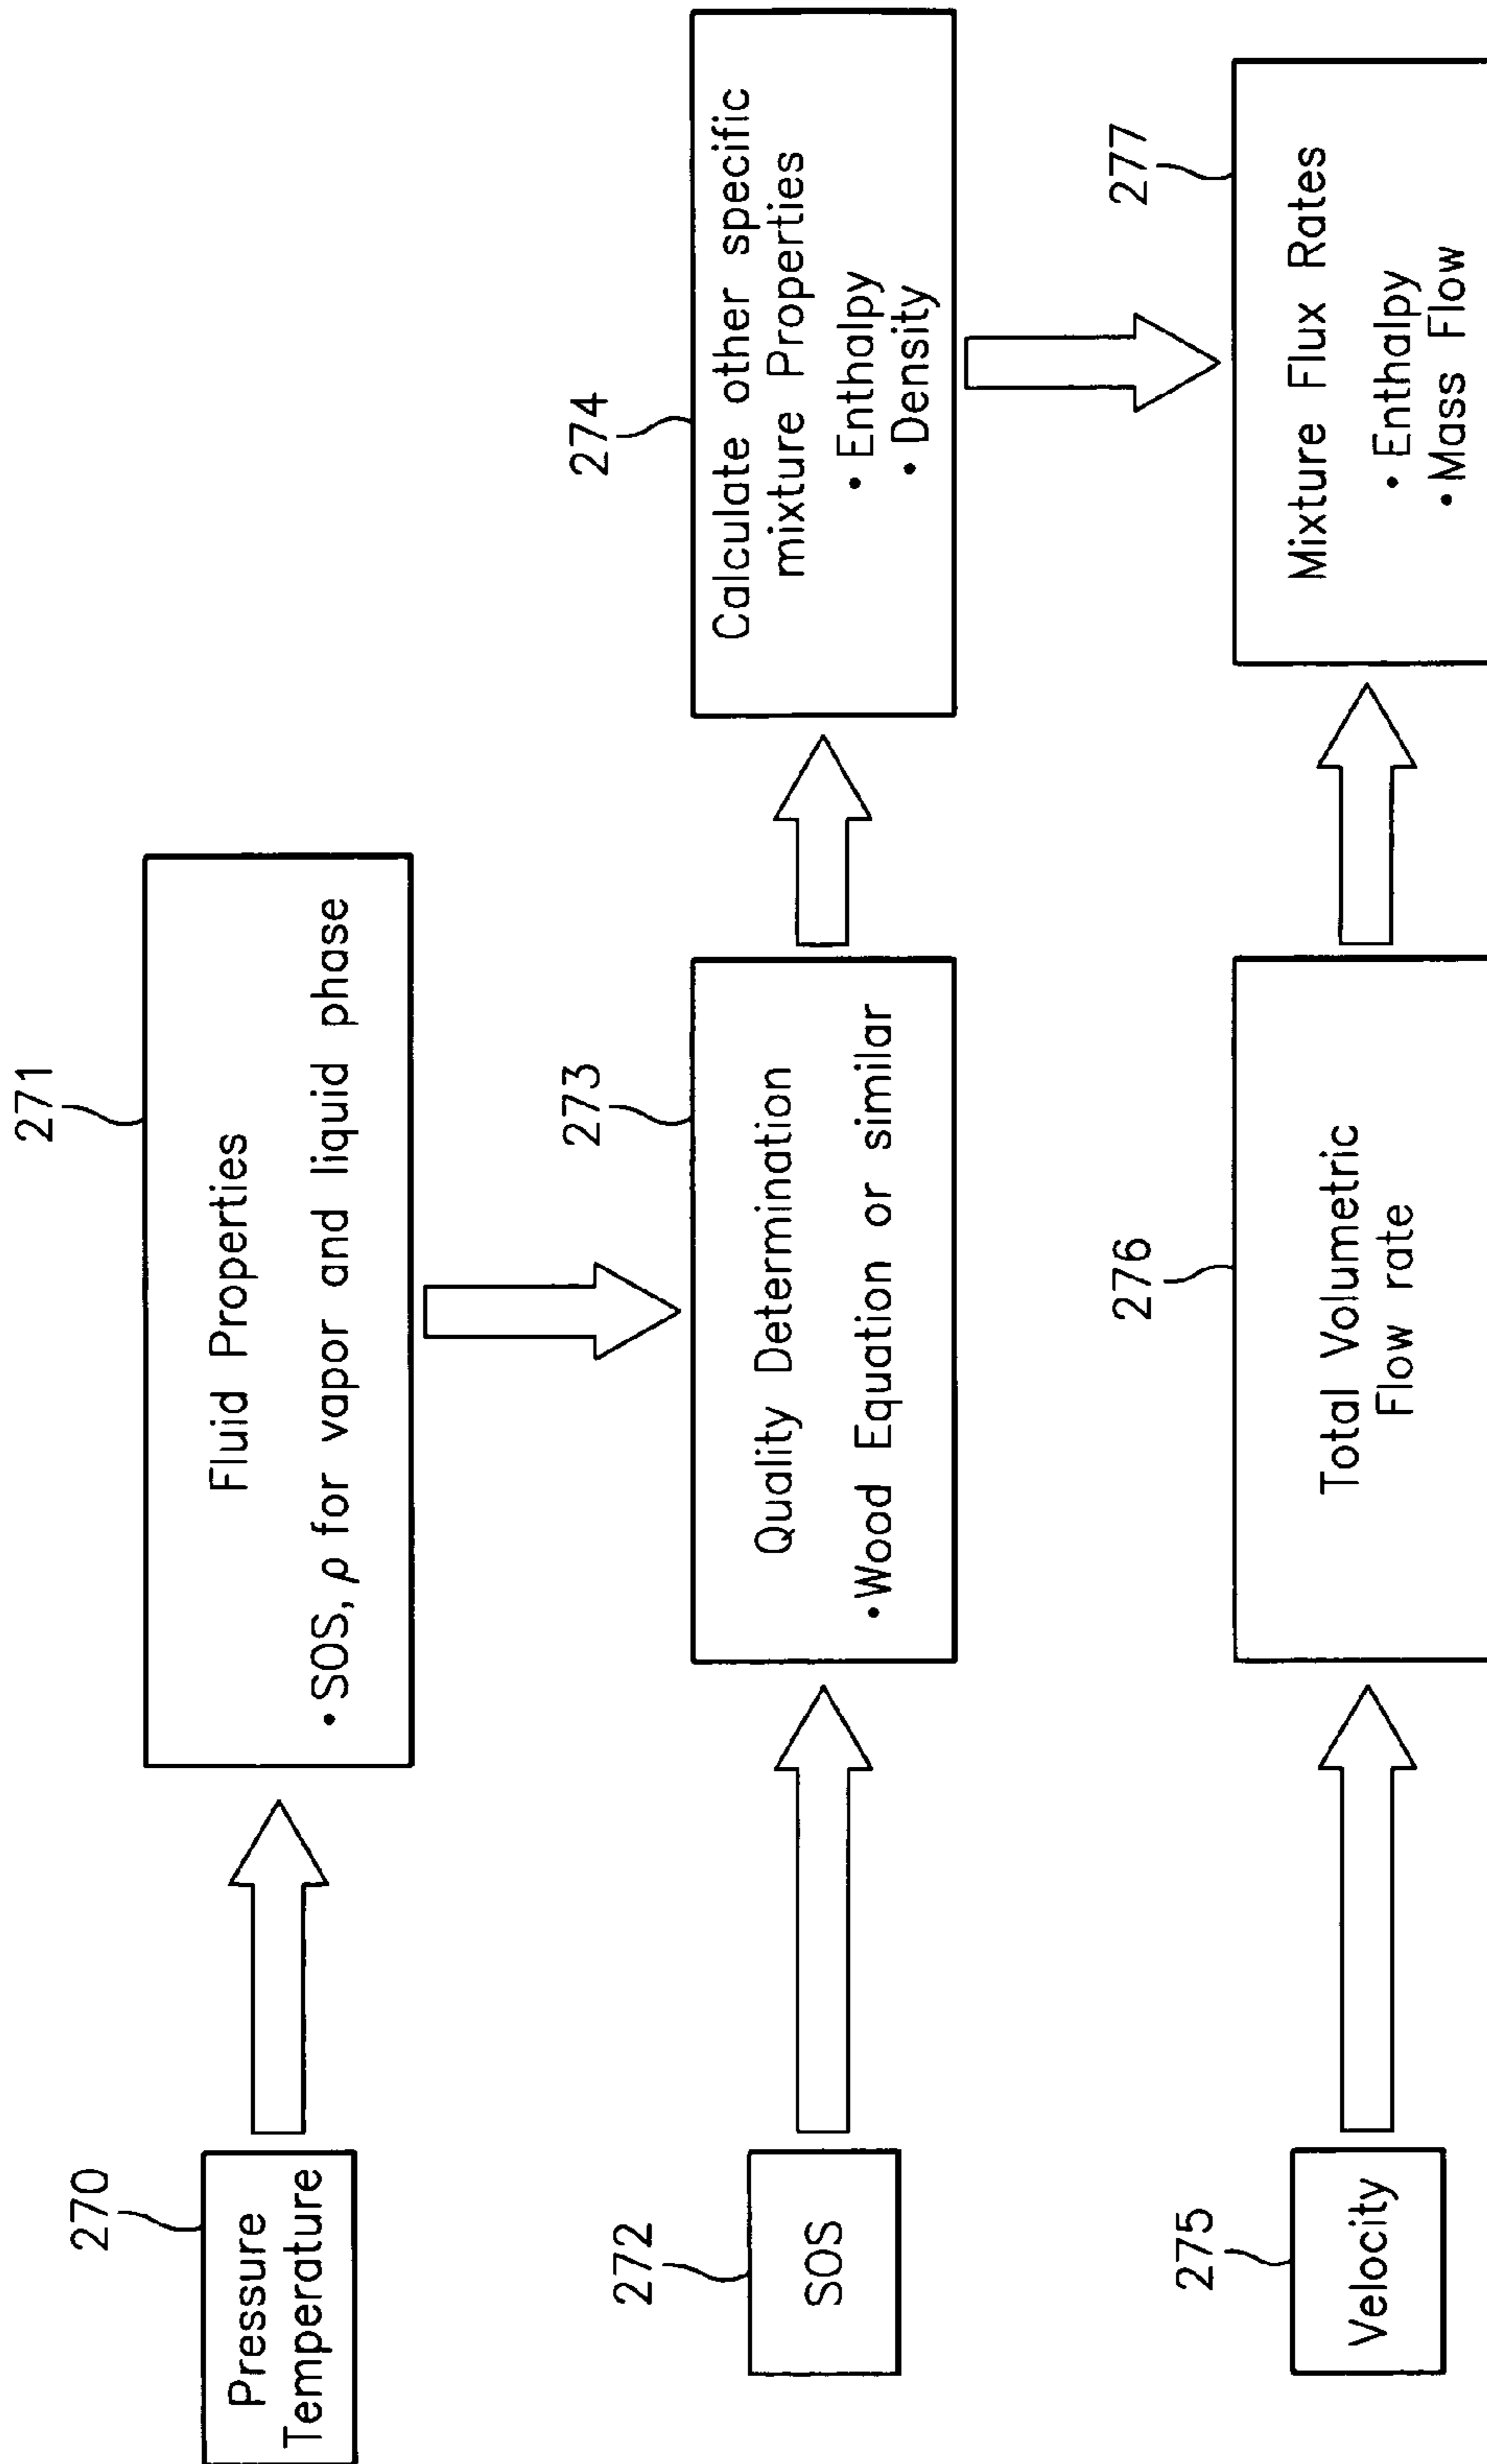 270
Pressure
Temperature
271
Fluid Properties
• SOS, ρ for vapor and liquid phase
272
SOS
273
Quality Determination
• Wood Equation or similar
274
Calculate other specific
mixture Properties
• Enthalpy
• Density
275
Velocity
276
Total Volumetric
Flow rate
277
Mixture Flux Rates
• Enthalpy
• Mass Flow